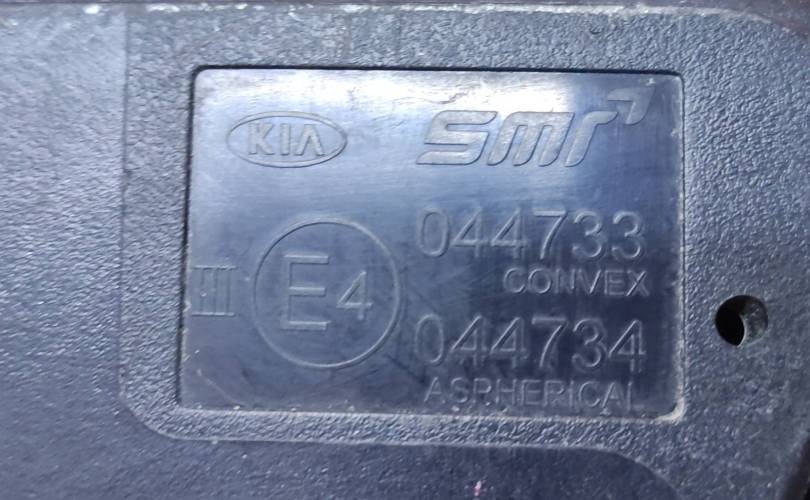 KIA smr
044733
CONVEX
III E4
044734
ASPHERICAL